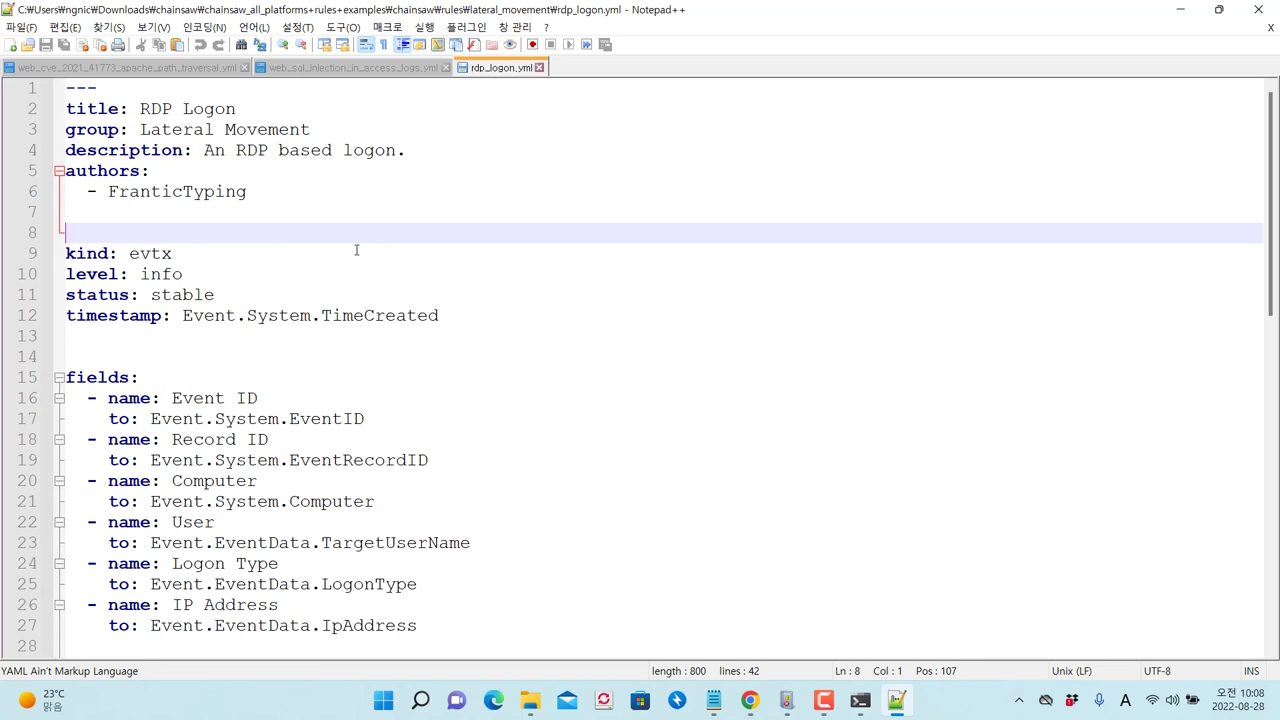 C:₩Users₩ngnic₩Downloads₩chainsaw₩chainsaw_all_platforms+rules+examples₩chainsaw₩rules₩lateral_movement₩rdp_logon.yml - Notepad++
파일(F) 편집(E) 찾기(S) 보기(V) 인코딩(N) 언어(L) 설정(T) 도구(O) 매크로 실행 플러그인 창 관리 ?
X
web_cve_2021_41773_apache_path_traversal.yml web_sql_injection_in_access_logs.yml rdp_logon.yml
1 ---
2 title: RDP Logon
3 group: Lateral Movement
4 description: An RDP based logon.
5 authors:
6 - FranticTyping
7
8
9 kind: evtx
10 level: info
11 status: stable
12 timestamp: Event.System.TimeCreated
13
14
15 fields:
16 - name: Event ID
17 to: Event.System.EventID
18 - name: Record ID
19 to: Event.System.EventRecordID
20 - name: Computer
21 to: Event.System.Computer
22 - name: User
23 to: Event.EventData.TargetUserName
24 - name: Logon Type
25 to: Event.EventData.LogonType
26 - name: IP Address
27 to: Event.EventData.IpAddress
28
YAML Ain't Markup Language length : 800 lines : 42 Ln : 8 Col : 1 Pos : 107 Unix (LF) UTF-8 INS
23℃
맑음
A
오전 10:08
2022-08-28